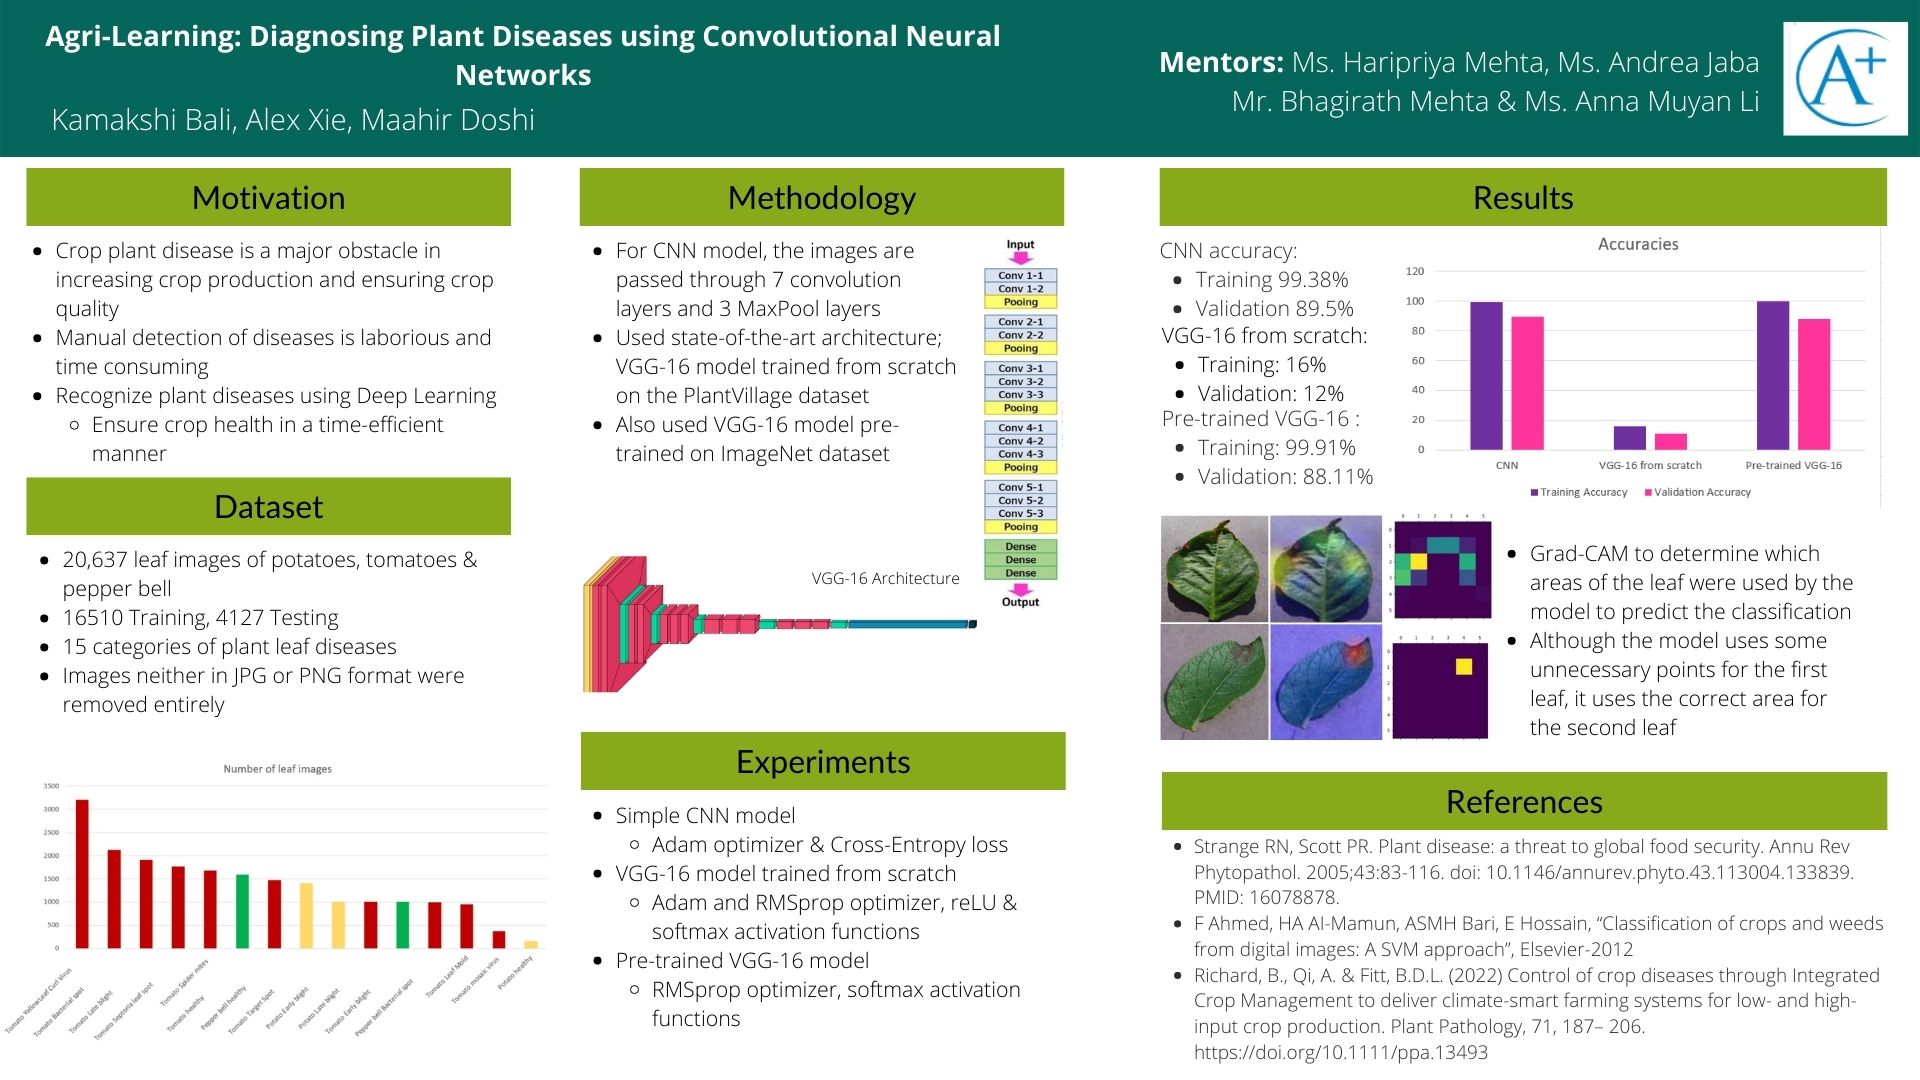 Agri-Learning: Diagnosing Plant Diseases using Convolutional Neural
Networks
Kamakshi Bali, Alex Xie, Maahir Doshi
Mentors: Ms. Haripriya Mehta, Ms. Andrea Jaba
Mr. Bhagirath Mehta & Ms. Anna Muyan Li
A+
Motivation
• Crop plant disease is a major obstacle in
increasing crop production and ensuring crop
quality
• Manual detection of diseases is laborious and
time consuming
• Recognize plant diseases using Deep Learning
◦ Ensure crop health in a time-efficient
manner
Dataset
• 20,637 leaf images of potatoes, tomatoes &
pepper bell
• 16510 Training, 4127 Testing
• 15 categories of plant leaf diseases
• Images neither in JPG or PNG format were
removed entirely
Number of leaf images
3500
3000
2500
2000
1500
1000
500
0
Tomato YellowLeaf Curl Virus
Tomato Bacterial spot
Tomato Late blight
Tomato Septoria leaf spot
Tomato Spider mites
Tomato healthy
Pepper bell healthy
Tomato Target Spot
Potato Early blight
Potato Late blight
Tomato Early blight
Pepper bell Bacterial spot
Tomato Leaf Mold
Tomato mosaic virus
Potato healthy
Methodology
• For CNN model, the images are
passed through 7 convolution
layers and 3 MaxPool layers
• Used state-of-the-art architecture;
VGG-16 model trained from scratch
on the PlantVillage dataset
• Also used VGG-16 model pre-
trained on ImageNet dataset
Input
Conv 1-1
Conv 1-2
Pooing
Conv 2-1
Conv 2-2
Pooing
Conv 3-1
Conv 3-2
Conv 3-3
Pooing
Conv 4-1
Conv 4-2
Conv 4-3
Pooing
Conv 5-1
Conv 5-2
Conv 5-3
Pooing
Dense
Dense
Dense
Output
VGG-16 Architecture
Experiments
• Simple CNN model
◦ Adam optimizer & Cross-Entropy loss
• VGG-16 model trained from scratch
◦ Adam and RMSprop optimizer, reLU &
softmax activation functions
• Pre-trained VGG-16 model
◦ RMSprop optimizer, softmax activation
functions
Results
CNN accuracy:
• Training 99.38%
• Validation 89.5%
VGG-16 from scratch:
• Training: 16%
• Validation: 12%
Pre-trained VGG-16 :
• Training: 99.91%
• Validation: 88.11%
Accuracies
120
100
80
60
40
20
0
CNN VGG-16 from scratch Pre-trained VGG-16
Training Accuracy Validation Accuracy
0 1 2 3 4 5
0
1
2
3
4
5
0 1 2 3 4 5
0
1
2
3
4
5
• Grad-CAM to determine which
areas of the leaf were used by the
model to predict the classification
• Although the model uses some
unnecessary points for the first
leaf, it uses the correct area for
the second leaf
References
• Strange RN, Scott PR. Plant disease: a threat to global food security. Annu Rev
Phytopathol. 2005;43:83-116. doi: 10.1146/annurev.phyto.43.113004.133839.
PMID: 16078878.
• F Ahmed, HA Al-Mamun, ASMH Bari, E Hossain, “Classification of crops and weeds
from digital images: A SVM approach”, Elsevier-2012
• Richard, B., Qi, A. & Fitt, B.D.L. (2022) Control of crop diseases through Integrated
Crop Management to deliver climate-smart farming systems for low- and high-
input crop production. Plant Pathology, 71, 187– 206.
https://doi.org/10.1111/ppa.13493